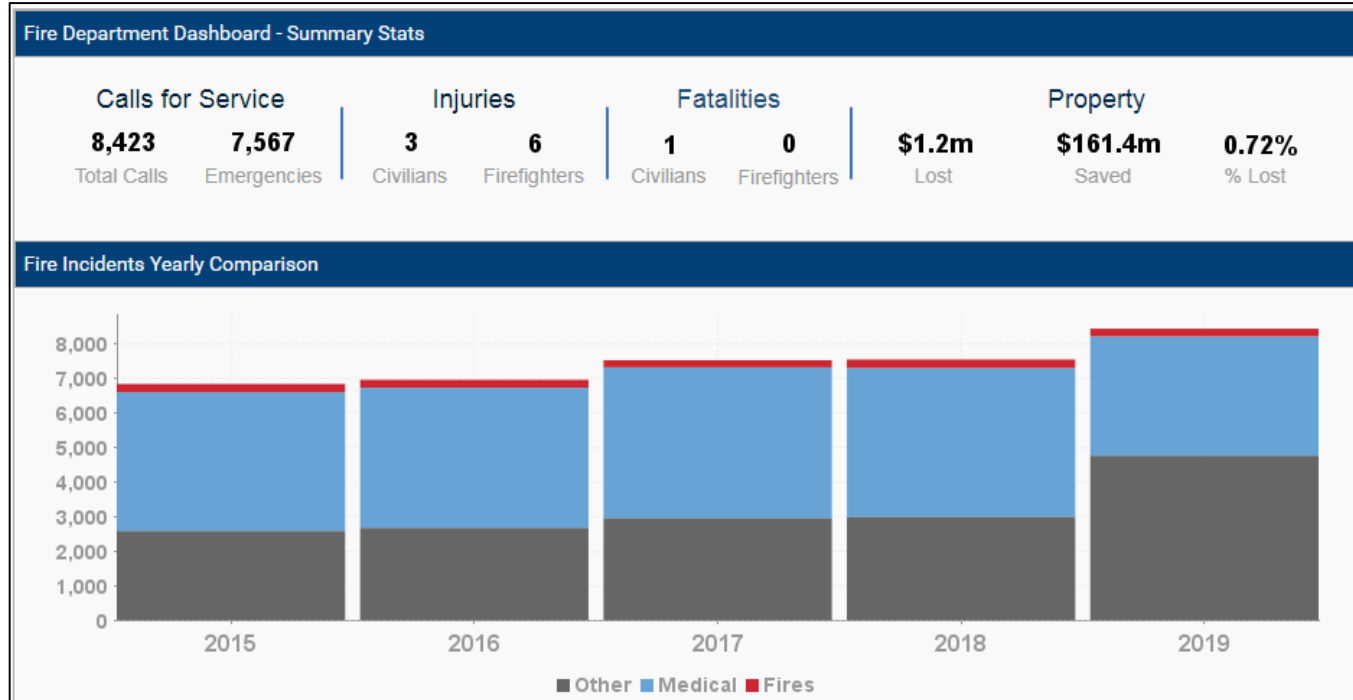 Fire Department Dashboard - Summary Stats
Calls for Service Injuries Fatalities Property
8,423 7,567 3 6 1 0 $1.2m $161.4m 0.72%
Total Calls Emergencies Civilians Firefighters Civilians Firefighters Lost Saved % Lost
Fire Incidents Yearly Comparison
8,000
7,000
6,000
5,000
4,000
3,000
2,000
1,000
0
2015 2016 2017 2018 2019
Other Medical Fires